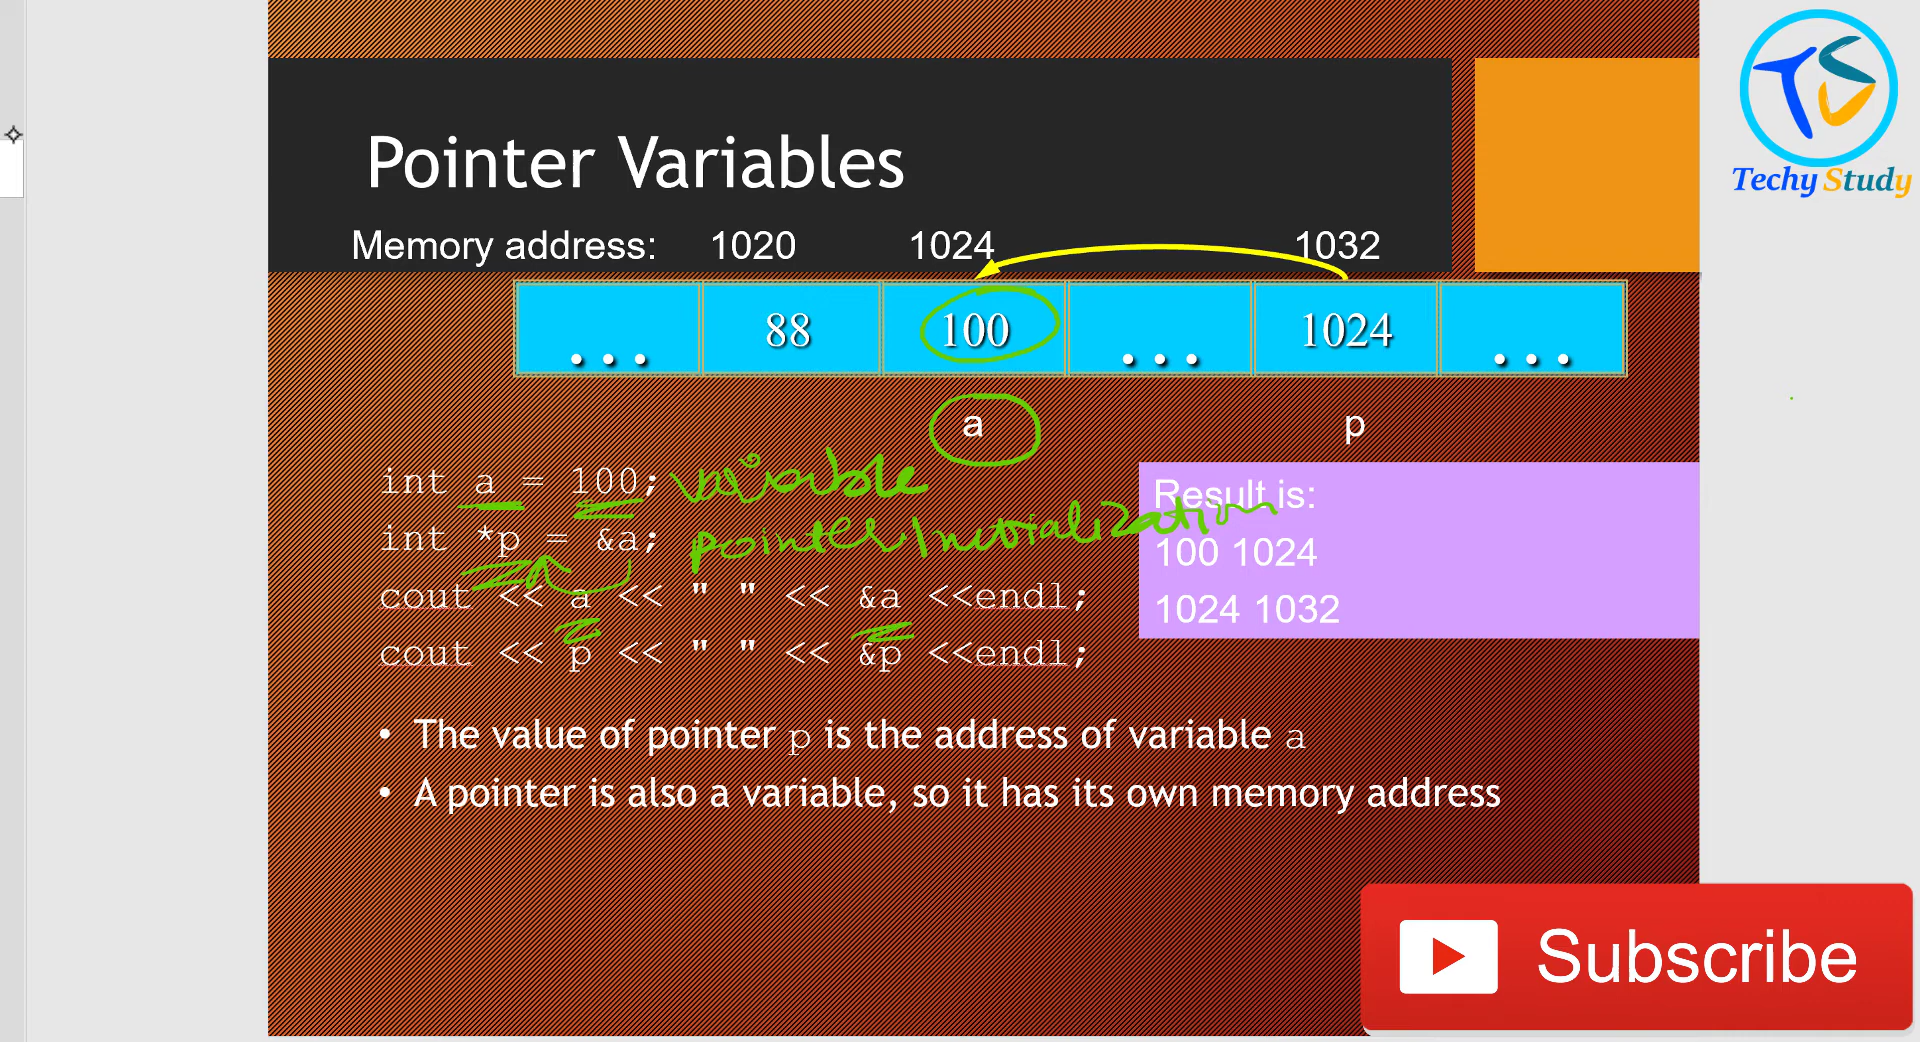 Techy Study
Pointer Variables
Memory address: 1020 1024 1032
... 88 100 ... 1024 ...
a p
int a = 100; variable
int *p = &a; pointer Initialization
cout << a << " " << &a <<endl;
cout << p << " " << &p <<endl;
Result is:
100 1024
1024 1032
• The value of pointer p is the address of variable a
• A pointer is also a variable, so it has its own memory address
Subscribe